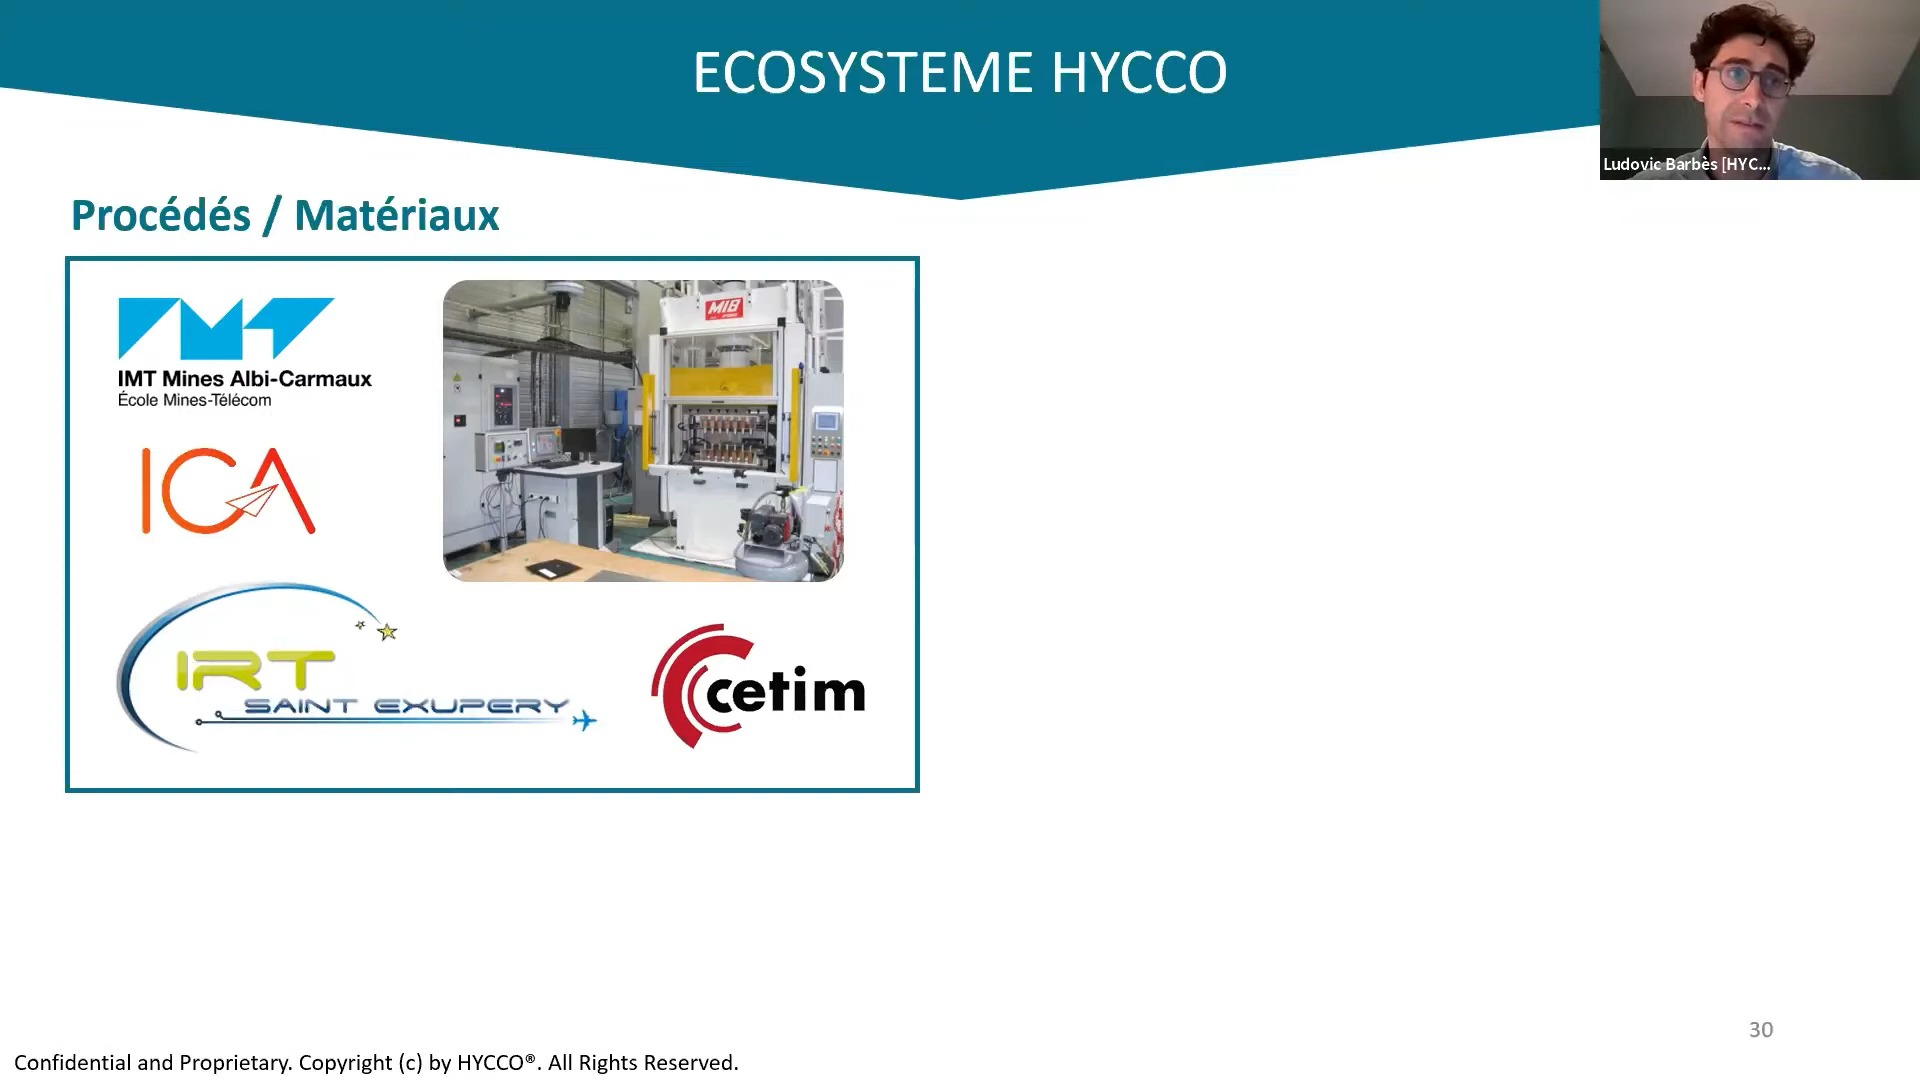 ECOSYSTEME HYCCO
Ludovic Barbès [HYC...
Procédés / Matériaux
IMT
IMT Mines Albi-Carmaux
École Mines-Télécom
MIB
ICA
IRT
SAINT EXUPERY
cetim
30
Confidential and Proprietary. Copyright (c) by HYCCO®. All Rights Reserved.